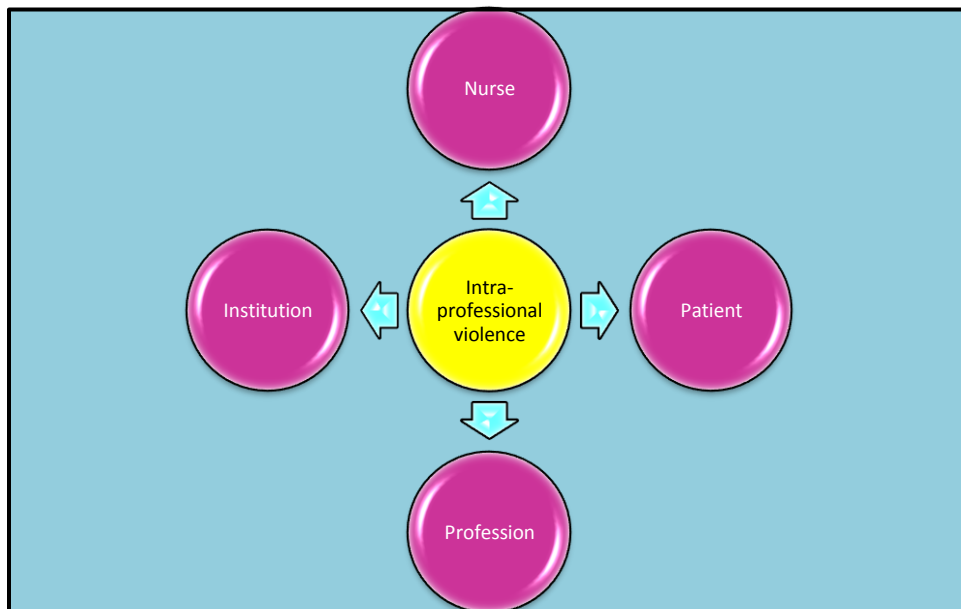 Nurse
Institution
Intra-
professional
violence
Patient
Profession